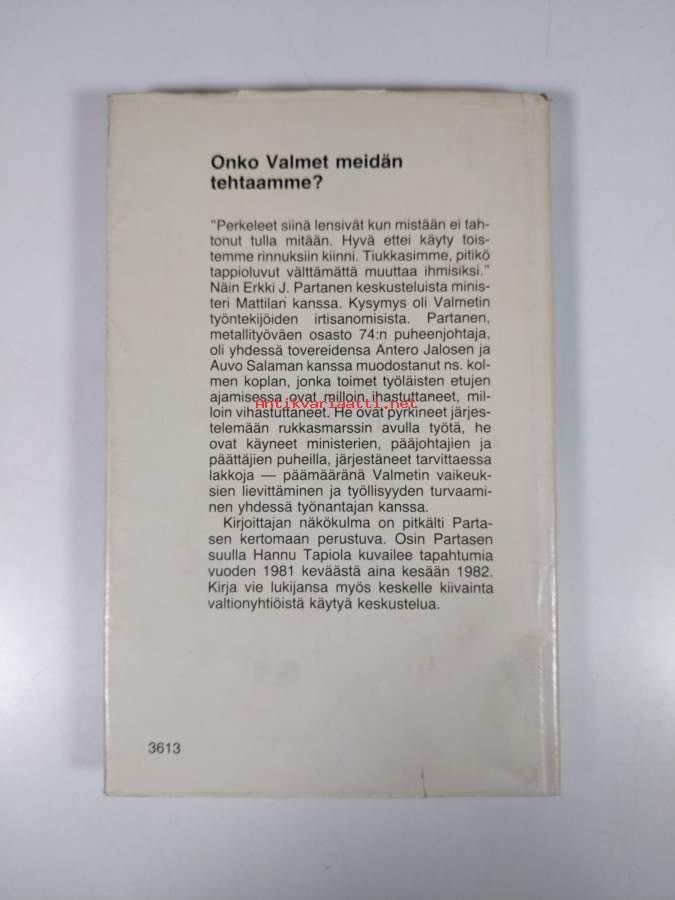 Onko Valmet meidän
tehtaamme?
"Perkeleet siinä lensivät kun mistään ei tah-
tonut tulla mitään. Hyvä ettei käyty tois-
temme rinnuksiin kiinni. Tiukkasimme, pitikö
tappioluvut välttämättä muuttaa ihmisiksi."
Näin Erkki J. Partanen keskusteluista minis-
teri Mattilan kanssa. Kysymys oli Valmetin
työntekijöiden irtisanomisista. Partanen,
metallityöväen osasto 74:n puheenjohtaja,
oli yhdessä tovereidensa Antero Jalosen ja
Auvo Salaman kanssa muodostanut ns. kol-
men koplan, jonka toimet työläisten etujen
ajamisessa ovat milloin ihastuttaneet, mil-
Antikvariaatti.net
loin vihastuttaneet. He ovat pyrkineet järjes-
telemään rukkasmarssin avulla työtä, he
ovat käyneet ministerien, pääjohtajien ja
päättäjien puheilla, järjestäneet tarvittaessa
lakkoja — päämääränä Valmetin vaikeuk-
sien lievittäminen ja työllisyyden turvaami-
nen yhdessä työnantajan kanssa.
Kirjoittajan näkökulma on pitkälti Parta-
sen kertomaan perustuva. Osin Partasen
suulla Hannu Tapiola kuvailee tapahtumia
vuoden 1981 keväästä aina kesään 1982.
Kirja vie lukijansa myös keskelle kiivainta
valtionyhtiöistä käytyä keskustelua.
3613